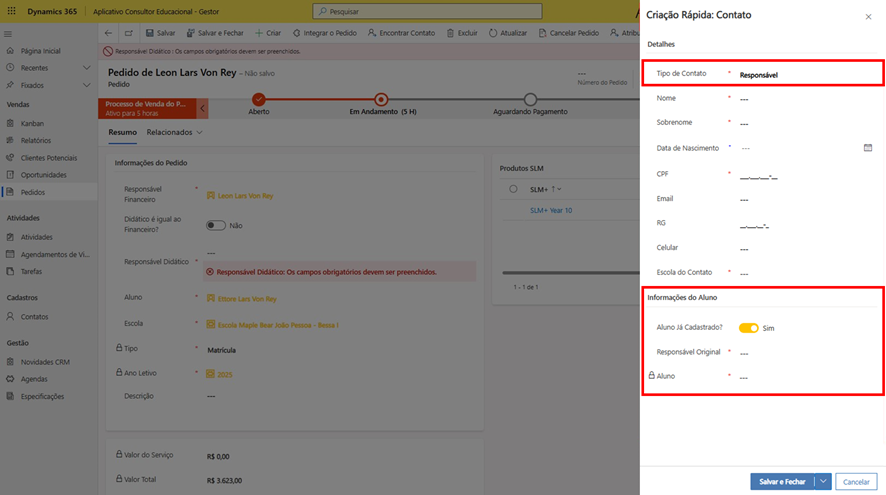 Dynamics 365
Aplicativo Consultor Educacional - Gestor
Pesquisar
Página Inicial
Recentes
Fixados
Vendas
Kanban
Relatórios
Clientes Potenciais
Oportunidades
Pedidos
Atividades
Atividades
Agendamentos de Vi...
Tarefas
Cadastros
Contatos
Gestão
Novidades CRM
Agendas
Especificações
Salvar
Salvar e Fechar
Criar
Integrar o Pedido
Encontrar Contato
Excluir
Atualizar
Cancelar Pedido
Atribu
Responsável Didático : Os campos obrigatórios devem ser preenchidos.
Pedido de Leon Lars Von Rey – Não salvo
Pedido
---
Número do Pedido
Processo de Venda do P...
Ativo para 5 horas
Aberto
Em Andamento (5 H)
Aguardando Pagamento
Resumo
Relacionados
Informações do Pedido
Responsável Financeiro * Leon Lars Von Rey
Didático é igual ao Financeiro? Não
Responsável Didático * ---
Responsável Didático: Os campos obrigatórios devem ser preenchidos.
Aluno * Ettore Lars Von Rey
Escola * Escola Maple Bear João Pessoa - Bessa I
Tipo * Matrícula
Ano Letivo * 2025
Descrição ---
Valor do Serviço R$ 0,00
Valor Total R$ 3.623,00
Produtos SLM
SLM+ ↑
SLM+ Year 10
1 - 1 de 1
Criação Rápida: Contato
Detalhes
Tipo de Contato * Responsável
Nome * ---
Sobrenome * ---
Data de Nascimento * ---
CPF * ___.___.___-__
Email ---
RG __.___.__-_
Celular ---
Escola do Contato * ---
Informações do Aluno
Aluno Já Cadastrado? Sim
Responsável Original * ---
Aluno * ---
Salvar e Fechar
Cancelar